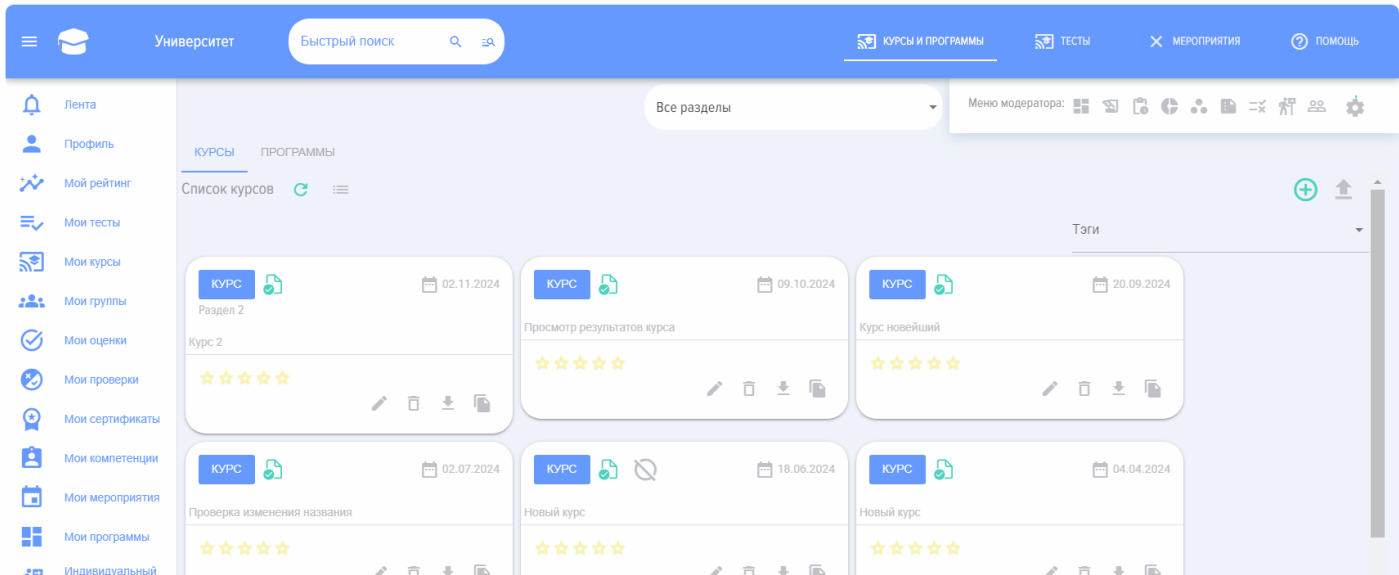 Университет
Быстрый поиск
КУРСЫ И ПРОГРАММЫ
ТЕСТЫ
МЕРОПРИЯТИЯ
ПОМОЩЬ
Лента
Профиль
Мой рейтинг
Мои тесты
Мои курсы
Мои группы
Мои оценки
Мои проверки
Мои сертификаты
Мои компетенции
Мои мероприятия
Мои программы
Индивидуальный
Все разделы
Меню модератора:
КУРСЫ ПРОГРАММЫ
Список курсов
Тэги
КУРС 02.11.2024
Раздел 2
Курс 2
КУРС 09.10.2024
Просмотр результатов курса
КУРС 20.09.2024
Курс новейший
КУРС 02.07.2024
Проверка изменения названия
КУРС 18.06.2024
Новый курс
КУРС 04.04.2024
Новый курс